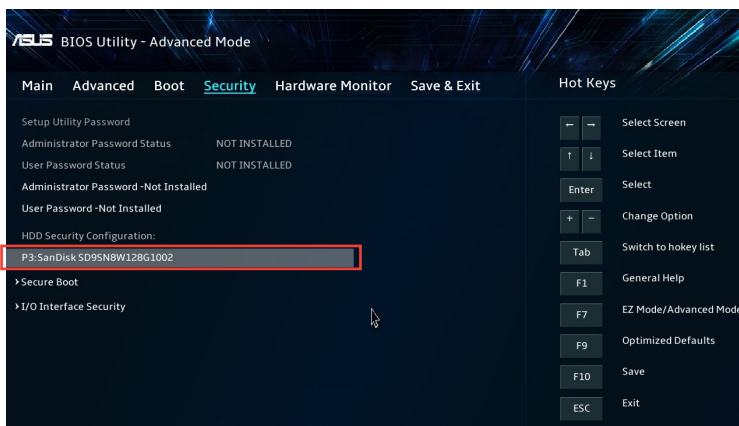 ASUS BIOS Utility - Advanced Mode
Main Advanced Boot Security Hardware Monitor Save & Exit
Setup Utility Password
Administrator Password Status NOT INSTALLED
User Password Status NOT INSTALLED
Administrator Password -Not Installed
User Password -Not Installed
HDD Security Configuration:
P3:SanDisk SD9SN8W128G1002
Secure Boot
I/O Interface Security
Hot Keys
← → Select Screen
↑ ↓ Select Item
Enter Select
+ - Change Option
Tab Switch to hokey list
F1 General Help
F7 EZ Mode/Advanced Mode
F9 Optimized Defaults
F10 Save
ESC Exit